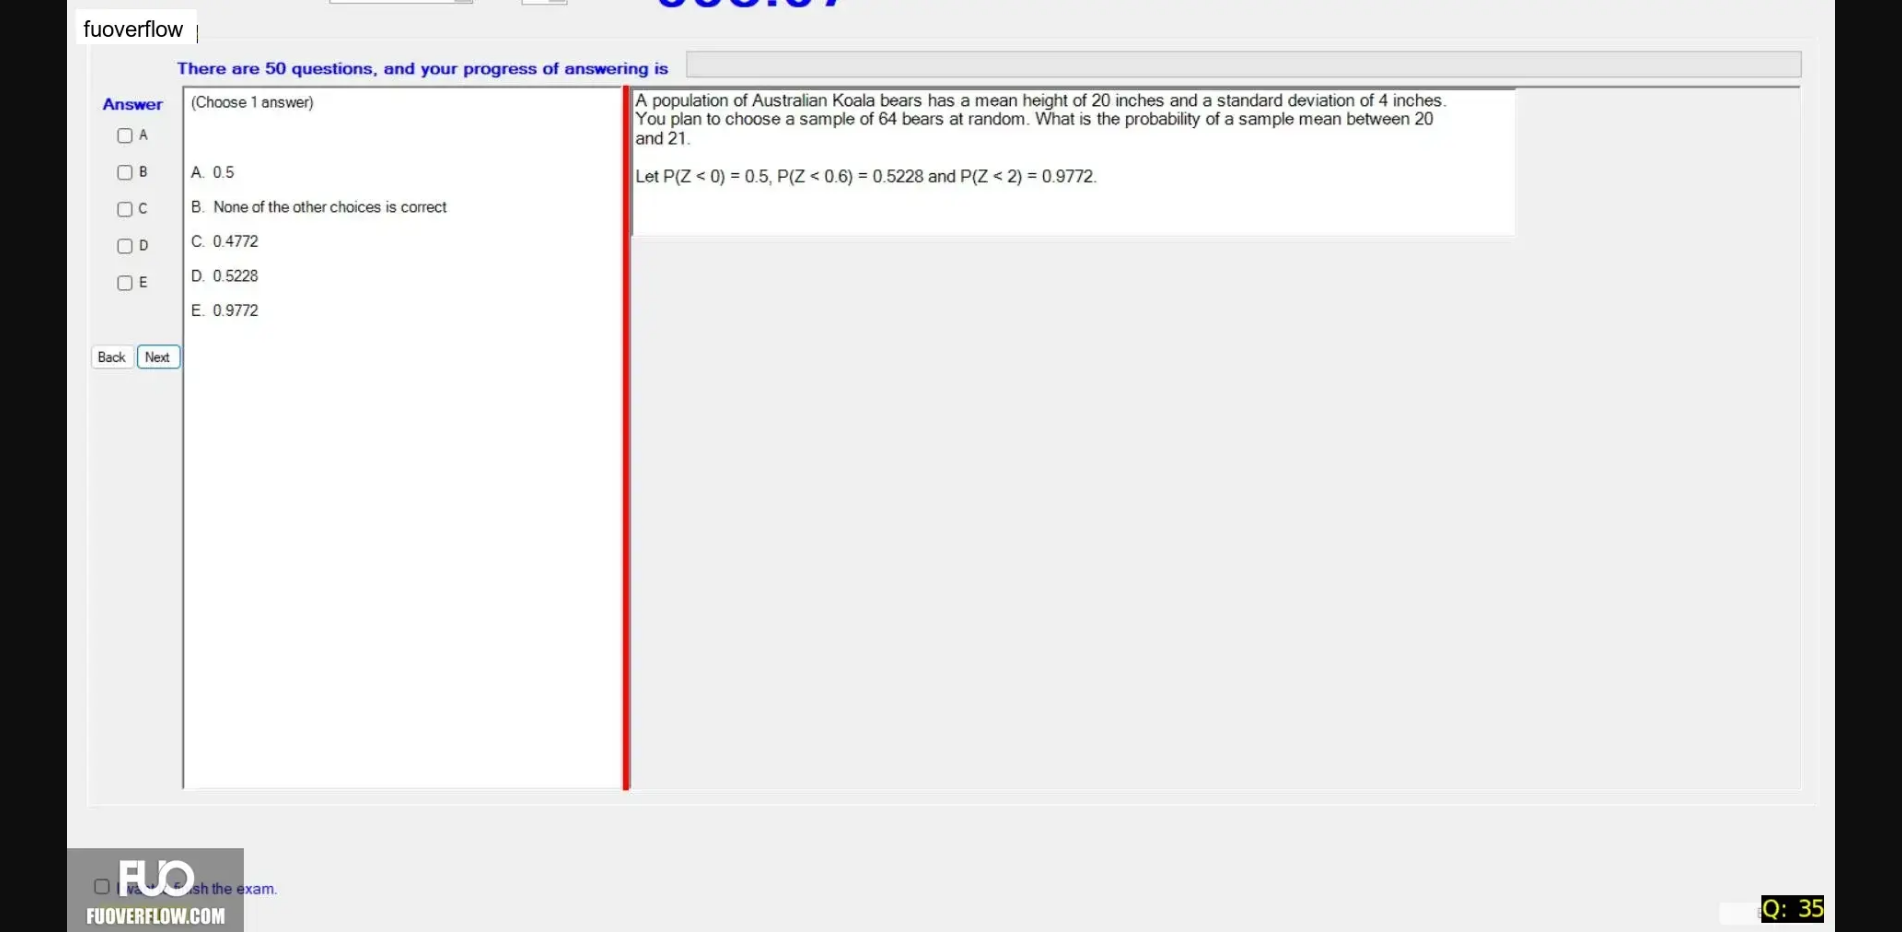 fuoverflow
There are 50 questions, and your progress of answering is
Answer
(Choose 1 answer)
A
B
C
D
E
A. 0.5
B. None of the other choices is correct
C. 0.4772
D. 0.5228
E. 0.9772
Back
Next
A population of Australian Koala bears has a mean height of 20 inches and a standard deviation of 4 inches.
You plan to choose a sample of 64 bears at random. What is the probability of a sample mean between 20
and 21.
Let P(Z < 0) = 0.5, P(Z < 0.6) = 0.5228 and P(Z < 2) = 0.9772.
FUO
the exam.
FUOVERFLOW.COM
Q: 35